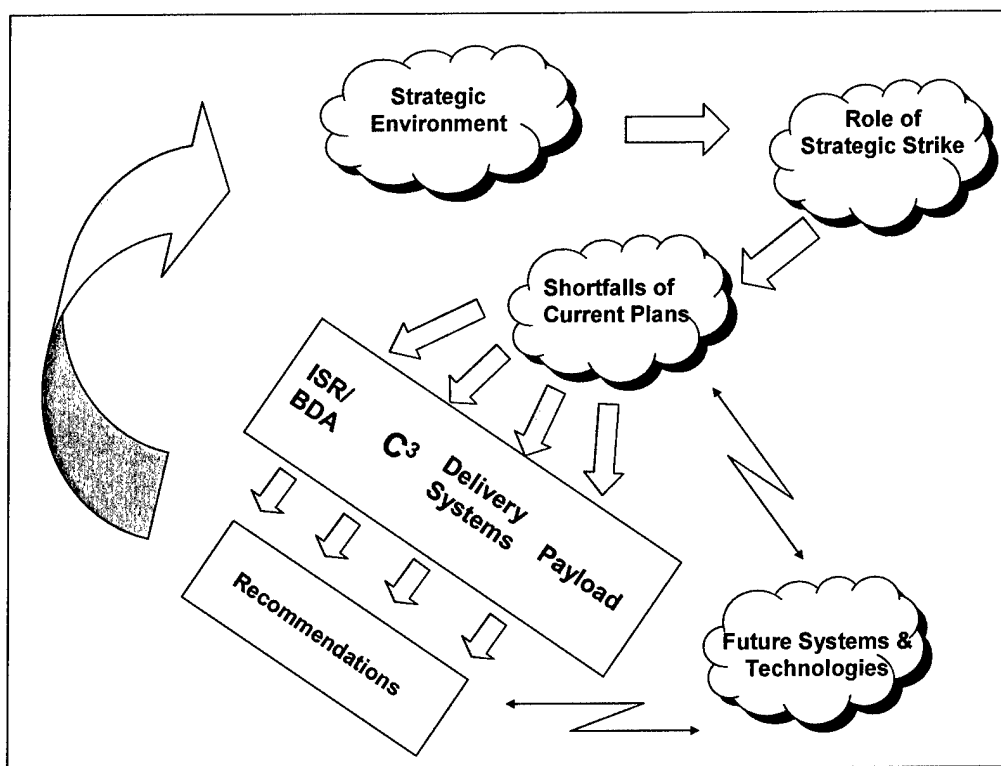 Strategic
Environment
Role of
Strategic Strike
Shortfalls of
Current Plans
ISR/
BDA
C³
Delivery
Systems
Payload
Recommendations
Future Systems &
Technologies